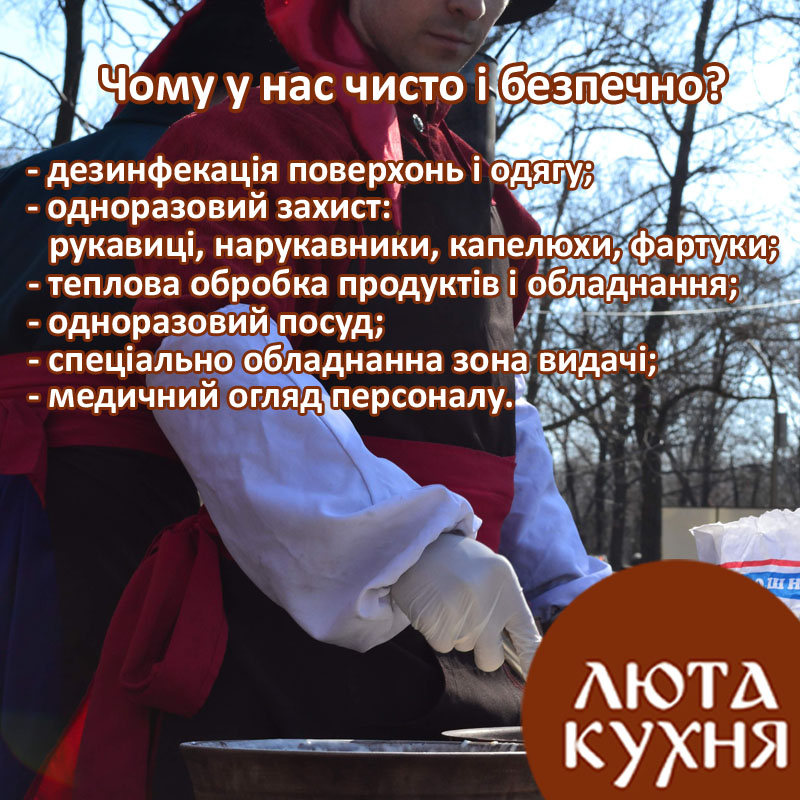 Чому у нас чисто і безпечно?
- дезинфекація поверхонь і одягу;
- одноразовий захист:
рукавиці, нарукавники, капелюхи, фартуки;
- теплова обробка продуктів і обладнання;
- одноразовий посуд;
- спеціально обладнанна зона видачі;
- медичний огляд персоналу.
ЛЮТА
КУХНЯ